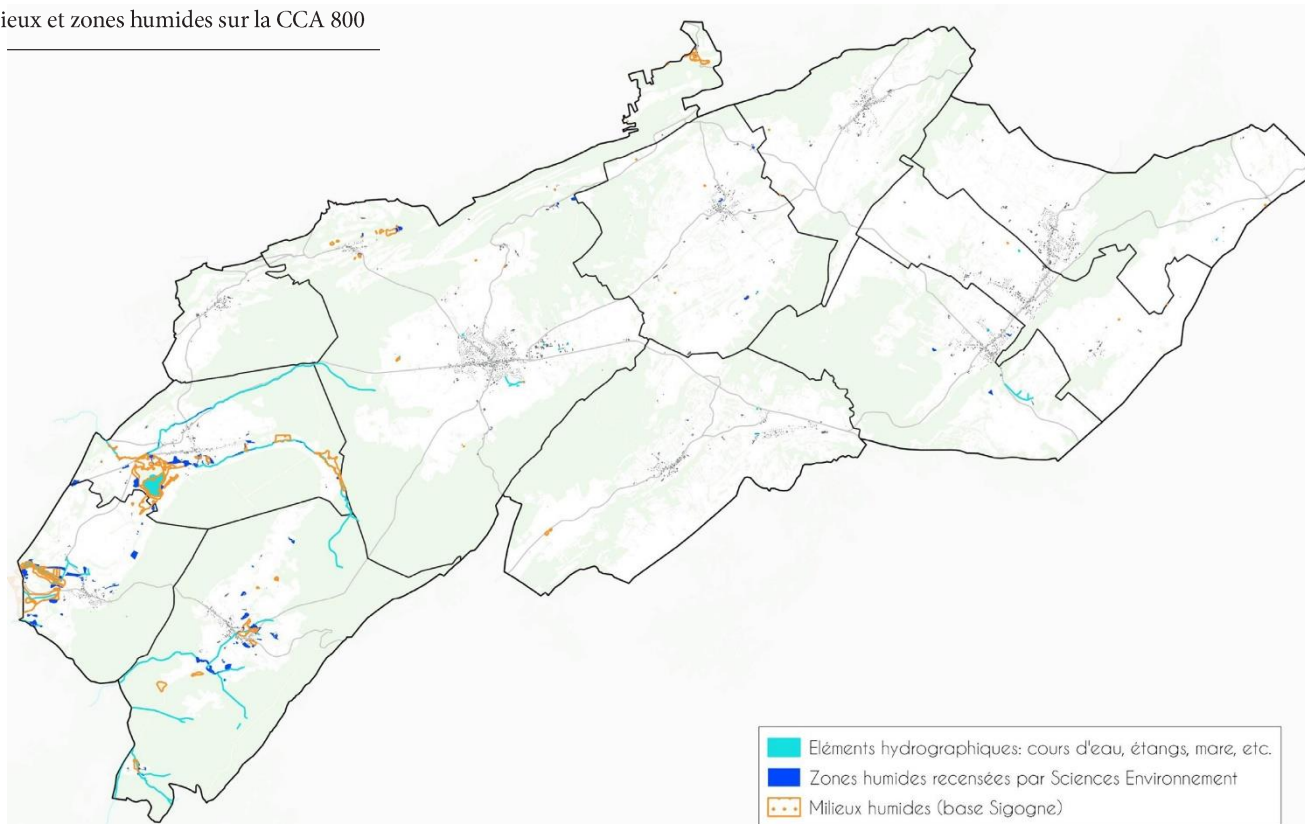 ieux et zones humides sur la CCA 800
Eléments hydrographiques: cours d'eau, étangs, mare, etc.
Zones humides recensées par Sciences Environnement
Milieux humides (base Sigogne)